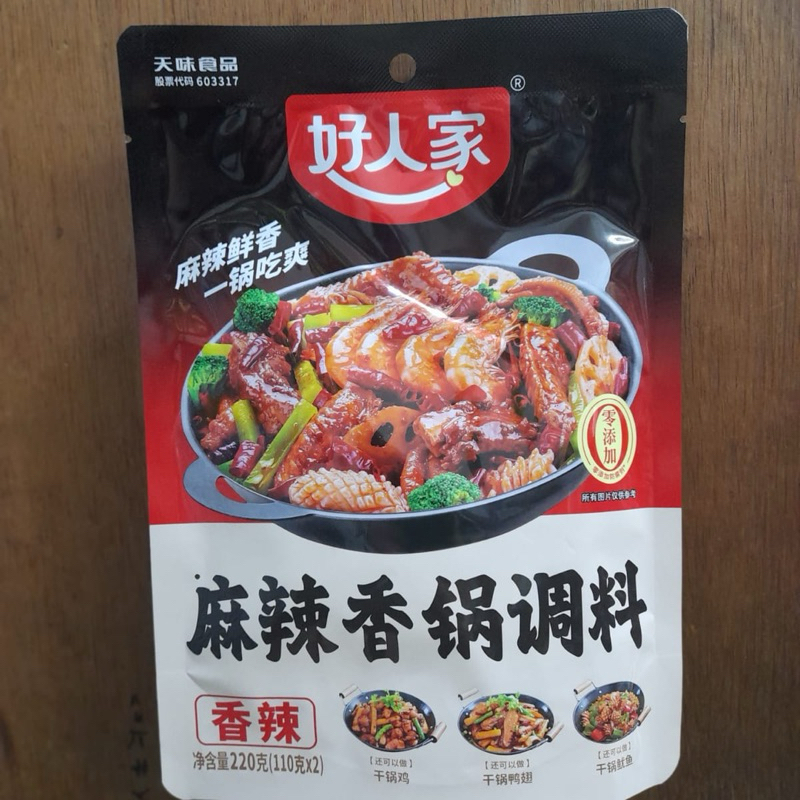 天味食品
股票代码 603317
®
好人家
麻辣鲜香
一锅吃爽
零添加
所有图片仅供参考
麻辣香锅调料
香辣
净含量220克(110克x2)
【还可以做】
干锅鸡
【还可以做】
干锅鸭翅
【还可以做】
干锅鱿鱼